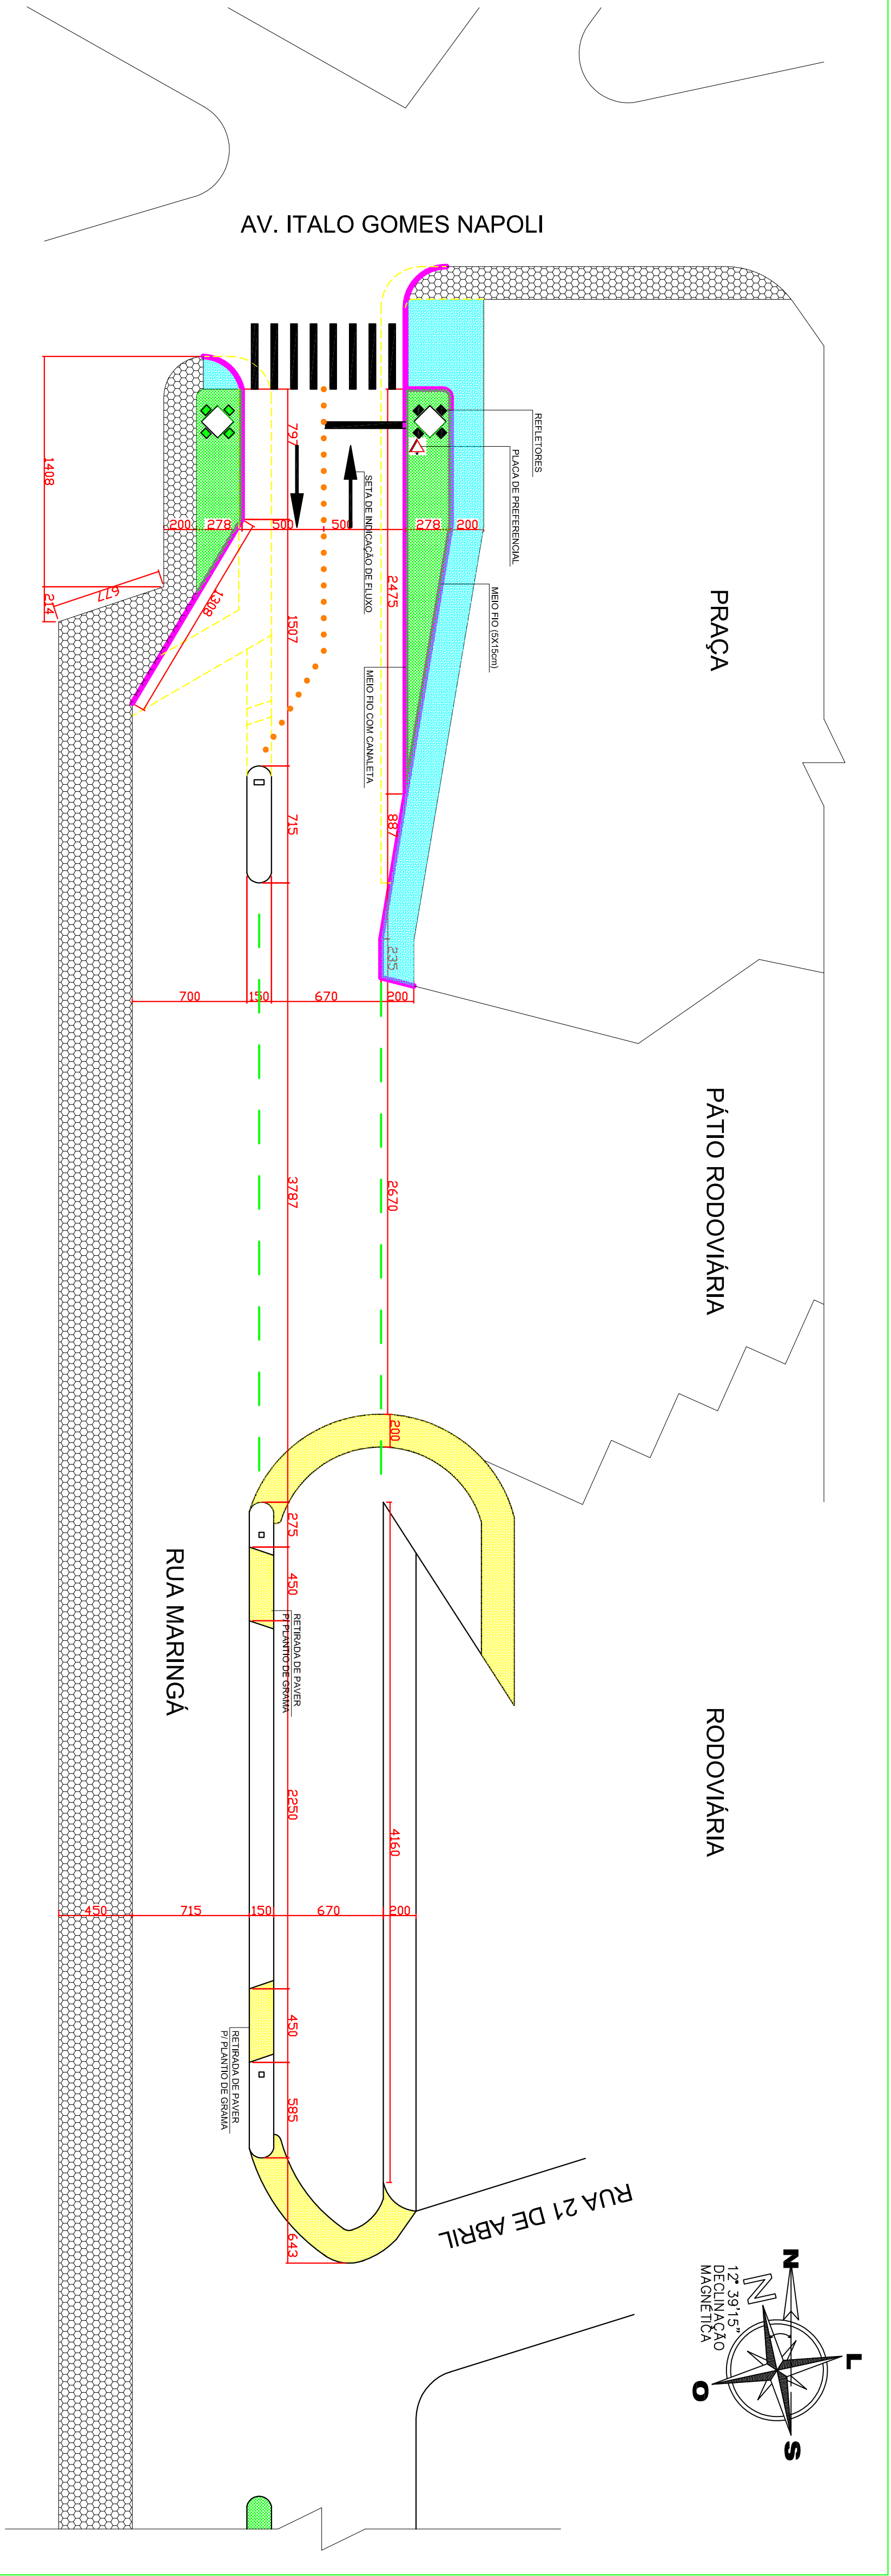 AV. ITALO GOMES NAPOLI
REFLETORES
PLACA DE PREFERENCIAL
SETA DE INDICAÇÃO DE FLUXO
MEIO FIO (5X15cm)
MEIO FIO COM CANALETA
PRAÇA
797
1408
200
278
500
500
278
200
2475
677
214
1308
1507
715
887
235
700
150
670
200
PÁTIO RODOVIÁRIA
3787
2670
200
275
450
RETIRADA DE PAVER
P/ PLANTIO DE GRAMA
RUA MARINGÁ
RODOVIÁRIA
2250
4160
450
715
150
670
200
450
RETIRADA DE PAVER
P/ PLANTIO DE GRAMA
585
643
RUA 21 DE ABRIL
N
N
12° 39'15"
DECLINAÇÃO
MAGNÉTICA
L
O
S